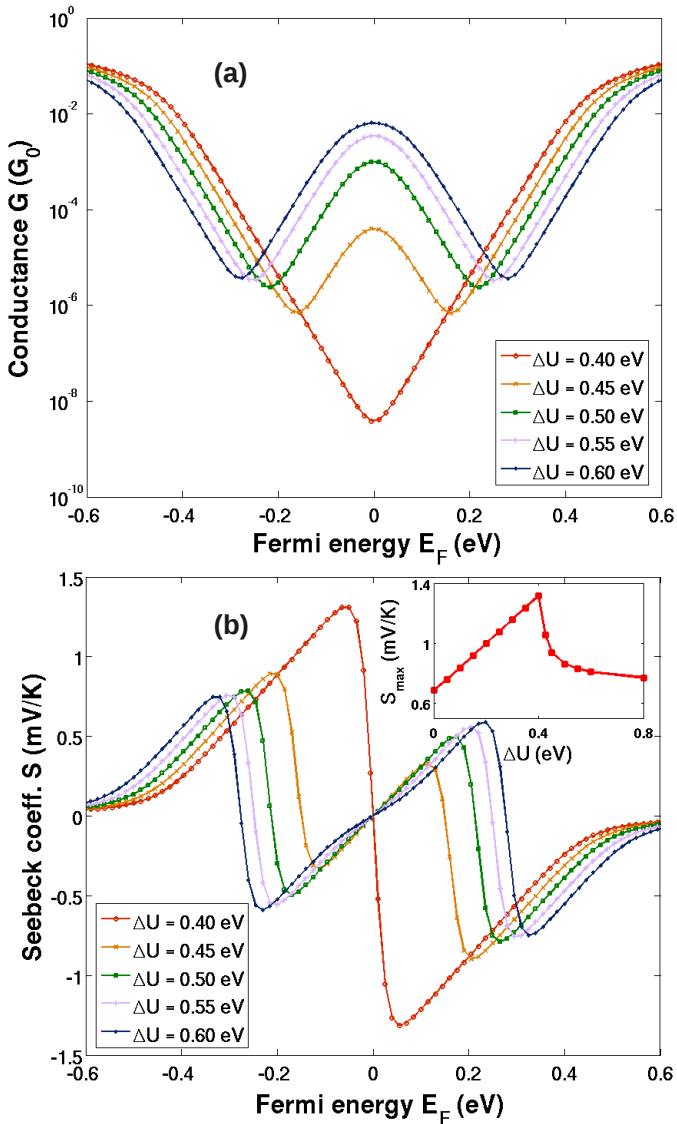 10^0
10^-2
10^-4
10^-6
10^-8
10^-10
Conductance G (G_0)
(a)
ΔU = 0.40 eV
ΔU = 0.45 eV
ΔU = 0.50 eV
ΔU = 0.55 eV
ΔU = 0.60 eV
-0.6 -0.4 -0.2 0 0.2 0.4 0.6
Fermi energy E_F (eV)
1.5
1
0.5
0
-0.5
-1
-1.5
Seebeck coeff. S (mV/K)
(b)
1.4
1
0.6
S_max (mV/K)
0 0.4 0.8
ΔU (eV)
ΔU = 0.40 eV
ΔU = 0.45 eV
ΔU = 0.50 eV
ΔU = 0.55 eV
ΔU = 0.60 eV
-0.6 -0.4 -0.2 0 0.2 0.4 0.6
Fermi energy E_F (eV)